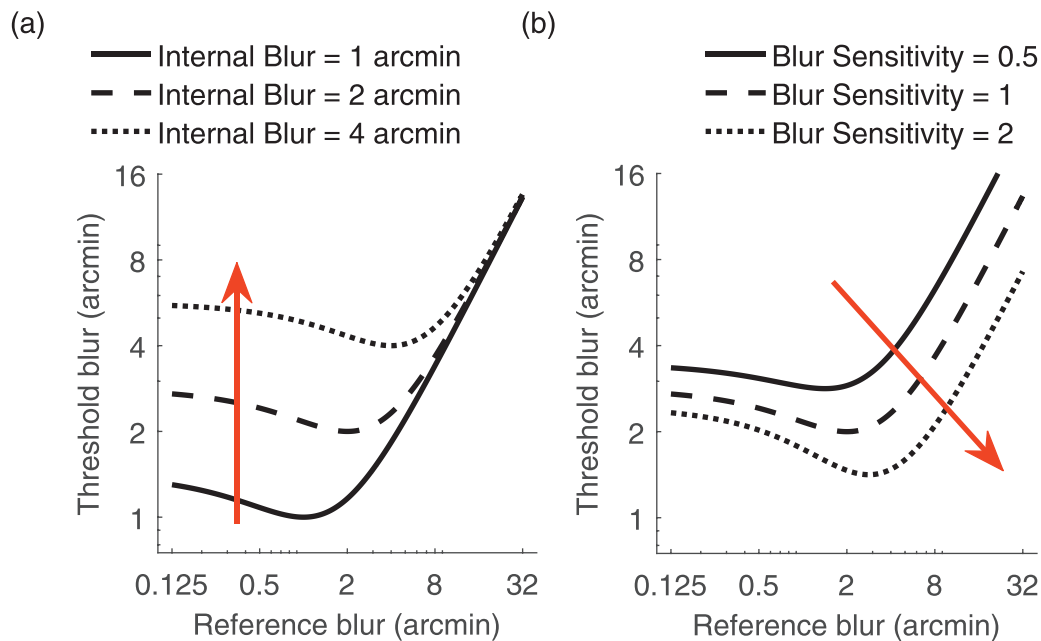 (a)
Internal Blur = 1 arcmin
Internal Blur = 2 arcmin
Internal Blur = 4 arcmin
Threshold blur (arcmin)
16
8
4
2
1
0.125 0.5 2 8 32
Reference blur (arcmin)
(b)
Blur Sensitivity = 0.5
Blur Sensitivity = 1
Blur Sensitivity = 2
Threshold blur (arcmin)
16
8
4
2
1
0.125 0.5 2 8 32
Reference blur (arcmin)